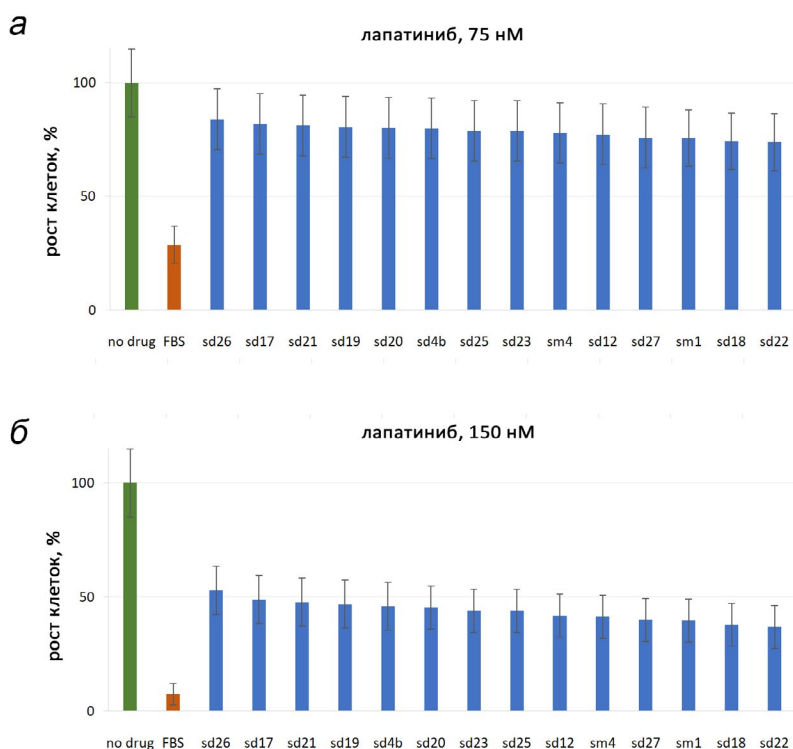 а
лапатиниб, 75 нМ
рост клеток, %
100
50
0
no drug FBS sd26 sd17 sd21 sd19 sd20 sd4b sd25 sd23 sm4 sd12 sd27 sm1 sd18 sd22
б
лапатиниб, 150 нМ
рост клеток, %
100
50
0
no drug FBS sd26 sd17 sd21 sd19 sd4b sd20 sd23 sd25 sd12 sm4 sd27 sm1 sd18 sd22